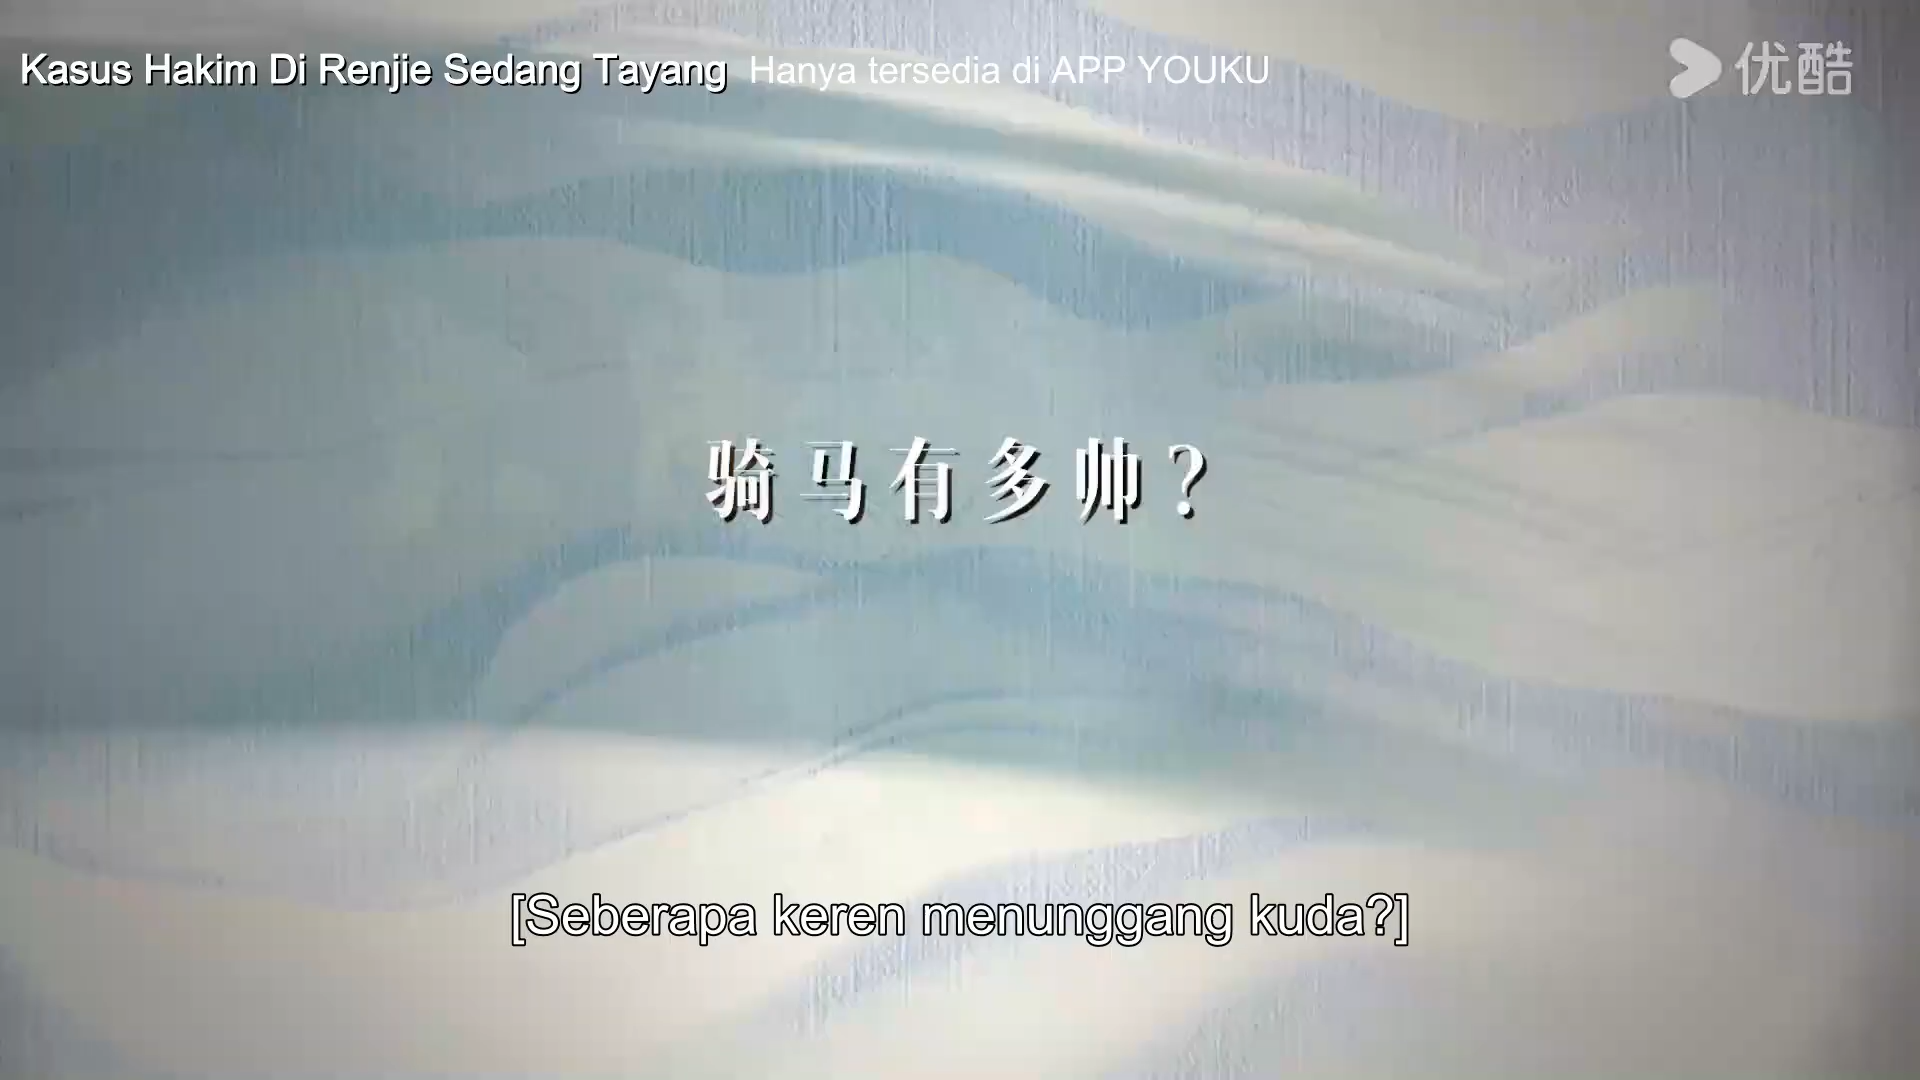 Kasus Hakim Di Renjie Sedang Tayang Hanya tersedia di APP YOUKU
优酷
骑马有多帅?
[Seberapa keren menunggang kuda?]